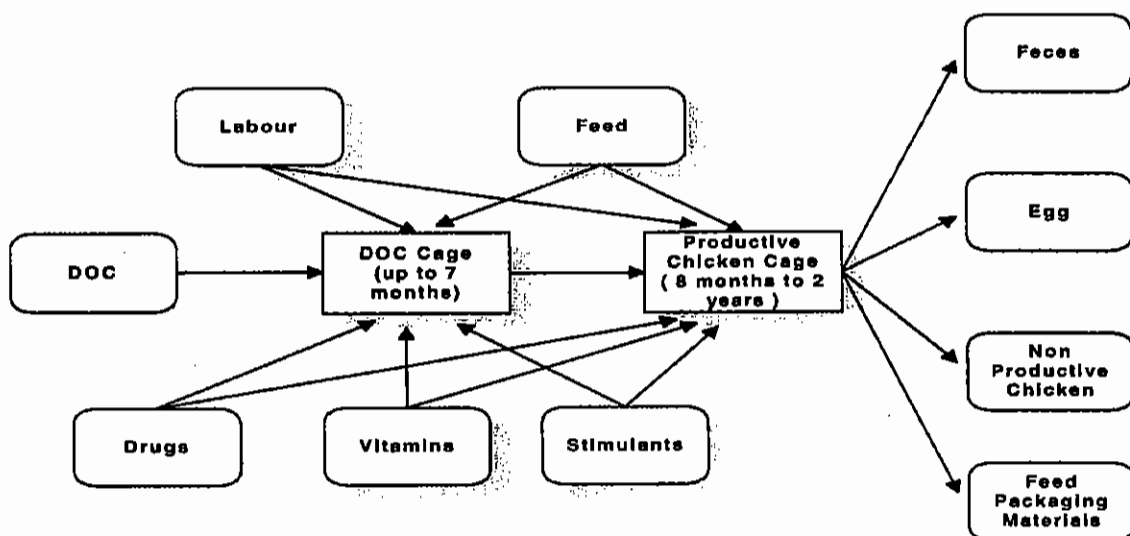 Feces
Labour
Feed
Egg
DOC
DOC Cage
(up to 7
months)
Productive
Chicken Cage
( 8 months to 2
years )
Non
Productive
Chicken
Drugs
Vitamins
Stimulants
Feed
Packaging
Materials